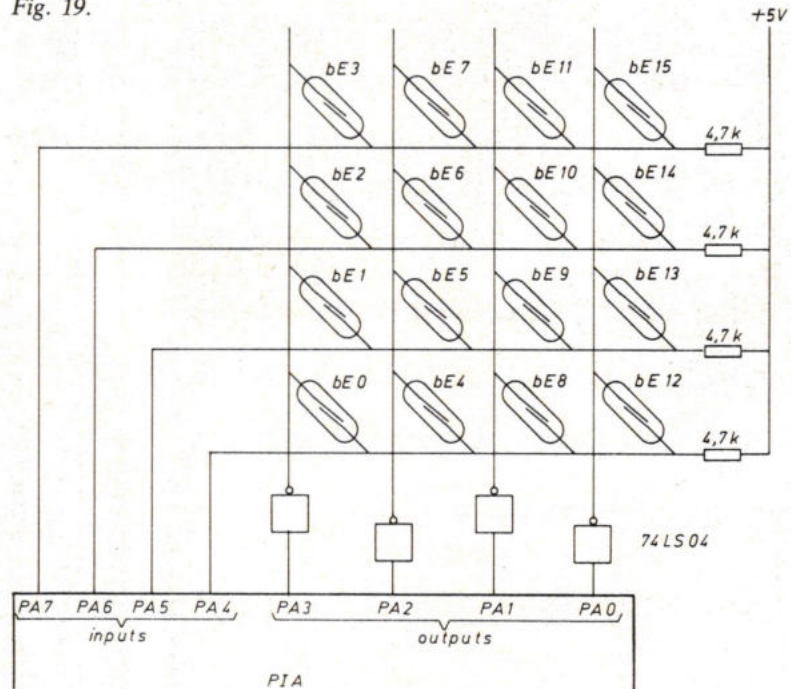 Fig. 19.
+5V
bE3 bE7 bE11 bE15
4,7k
bE2 bE6 bE10 bE14
4,7k
bE1 bE5 bE9 bE13
4,7k
bE0 bE4 bE8 bE12
4,7k
74LS04
PA7 PA6 PA5 PA4 PA3 PA2 PA1 PA0
inputs outputs
PIA